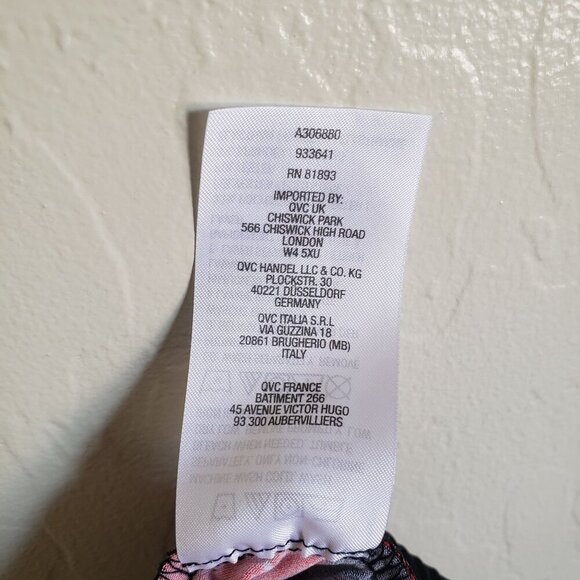 A306880
933641
RN 81893
IMPORTED BY:
QVC UK
CHISWICK PARK
566 CHISWICK HIGH ROAD
LONDON
W4 5XU
QVC HANDEL LLC & CO. KG
PLOCKSTR. 30
40221 DÜSSELDORF
GERMANY
QVC ITALIA S.R.L
VIA GUZZINA 18
20861 BRUGHERIO (MB)
ITALY
QVC FRANCE
BATIMENT 266
45 AVENUE VICTOR HUGO
93 300 AUBERVILLIERS